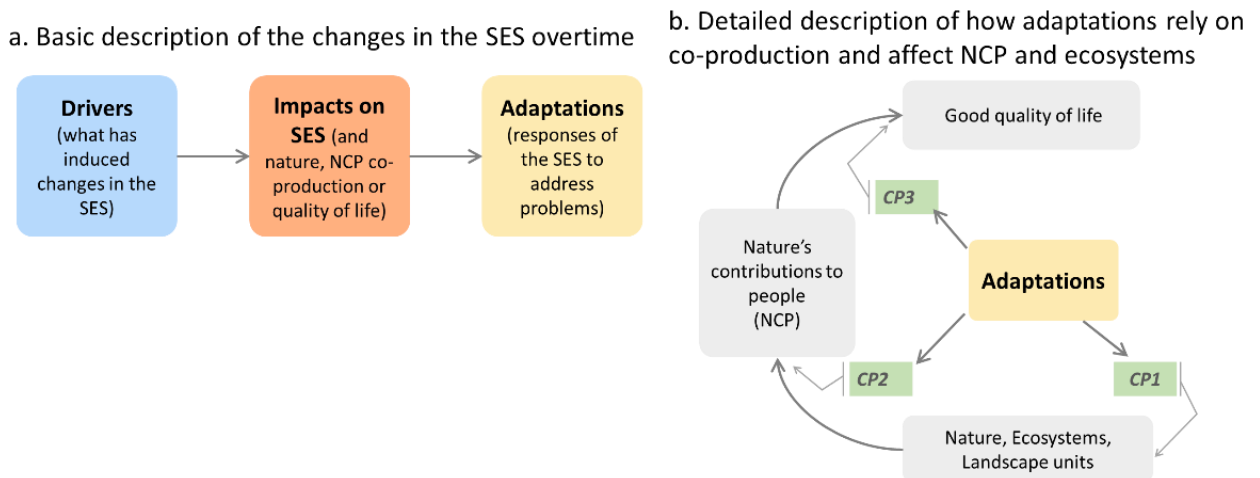 a. Basic description of the changes in the SES overtime
Drivers
(what has
induced
changes in the
SES)
Impacts on
SES (and
nature, NCP co-
production or
quality of life)
Adaptations
(responses of
the SES to
address
problems)
b. Detailed description of how adaptations rely on
co-production and affect NCP and ecosystems
Good quality of life
CP3
Nature's
contributions to
people
(NCP)
Adaptations
CP2
CP1
Nature, Ecosystems,
Landscape units